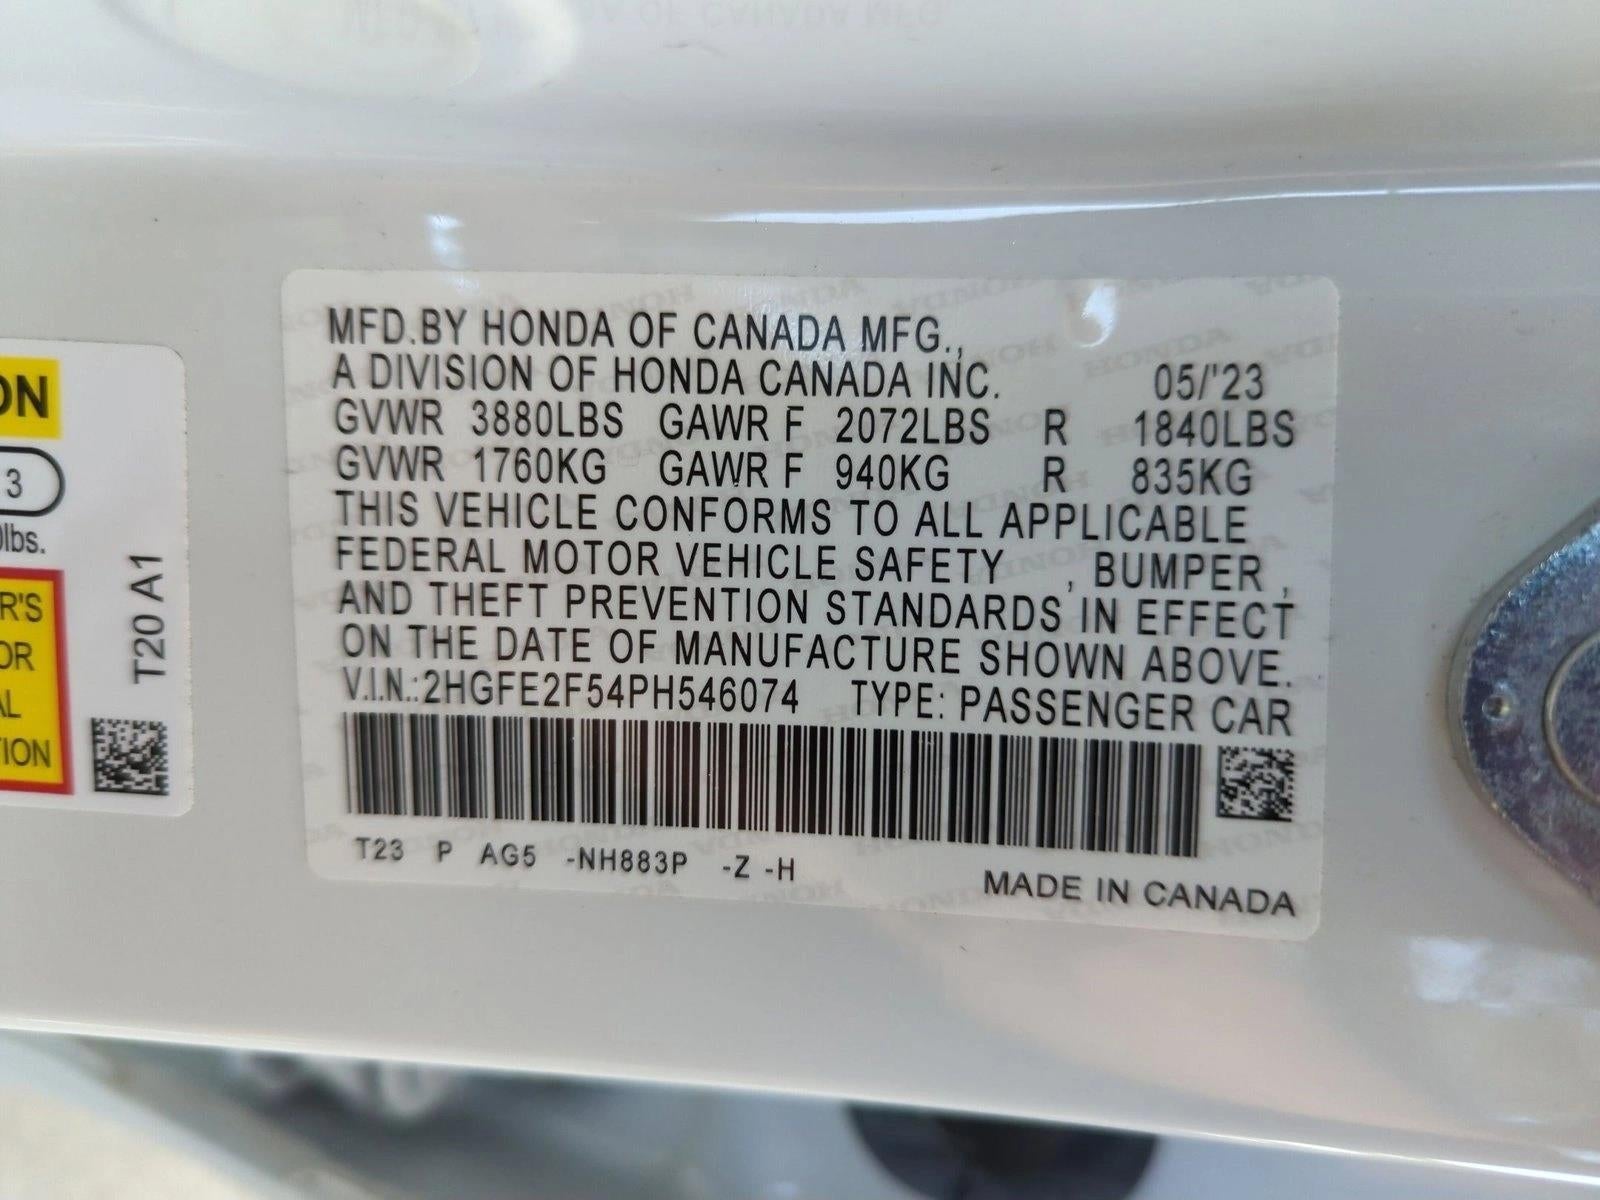 MFD.BY HONDA OF CANADA MFG.,
A DIVISION OF HONDA CANADA INC. 05/'23
GVWR 3880LBS GAWR F 2072LBS R 1840LBS
GVWR 1760KG GAWR F 940KG R 835KG
THIS VEHICLE CONFORMS TO ALL APPLICABLE
FEDERAL MOTOR VEHICLE SAFETY , BUMPER ,
AND THEFT PREVENTION STANDARDS IN EFFECT
ON THE DATE OF MANUFACTURE SHOWN ABOVE.
V.I.N.:2HGFE2F54PH546074 TYPE: PASSENGER CAR
T23 P AG5 -NH883P -Z -H
MADE IN CANADA
ON
3
lbs.
R'S
OR
AL
TION
T20 A1